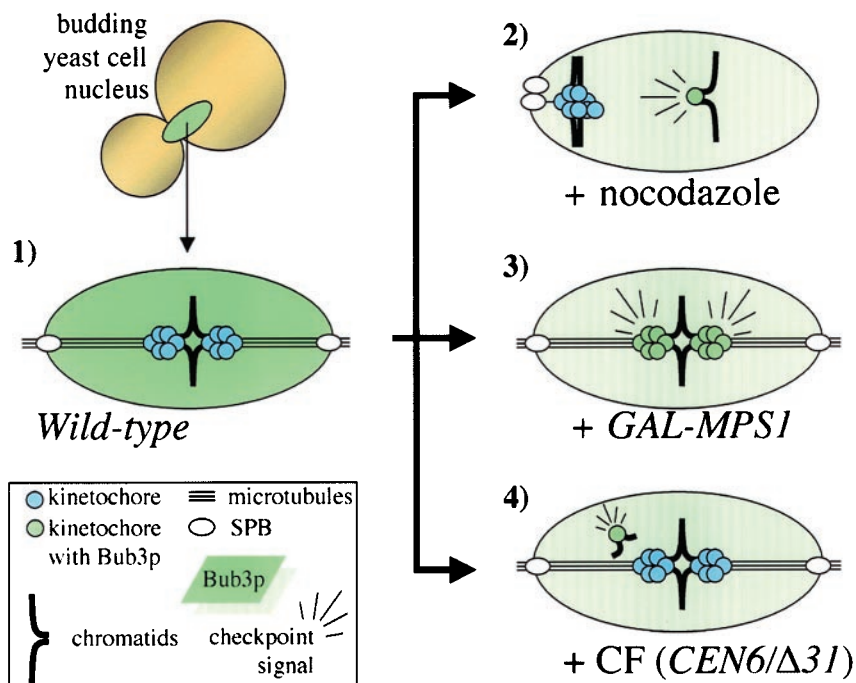 budding
yeast cell
nucleus
1)
Wild-type
2)
+ nocodazole
3)
+ GAL-MPS1
4)
+ CF (CEN6/Δ31)
kinetochore
kinetochore
with Bub3p
microtubules
SPB
Bub3p
chromatids
checkpoint
signal